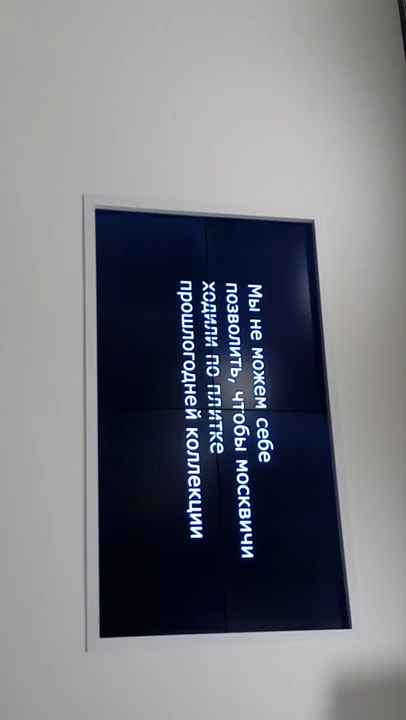 Мы не можем себе
позволить, чтобы москвичи
ходили по плитке
прошлогодней коллекции